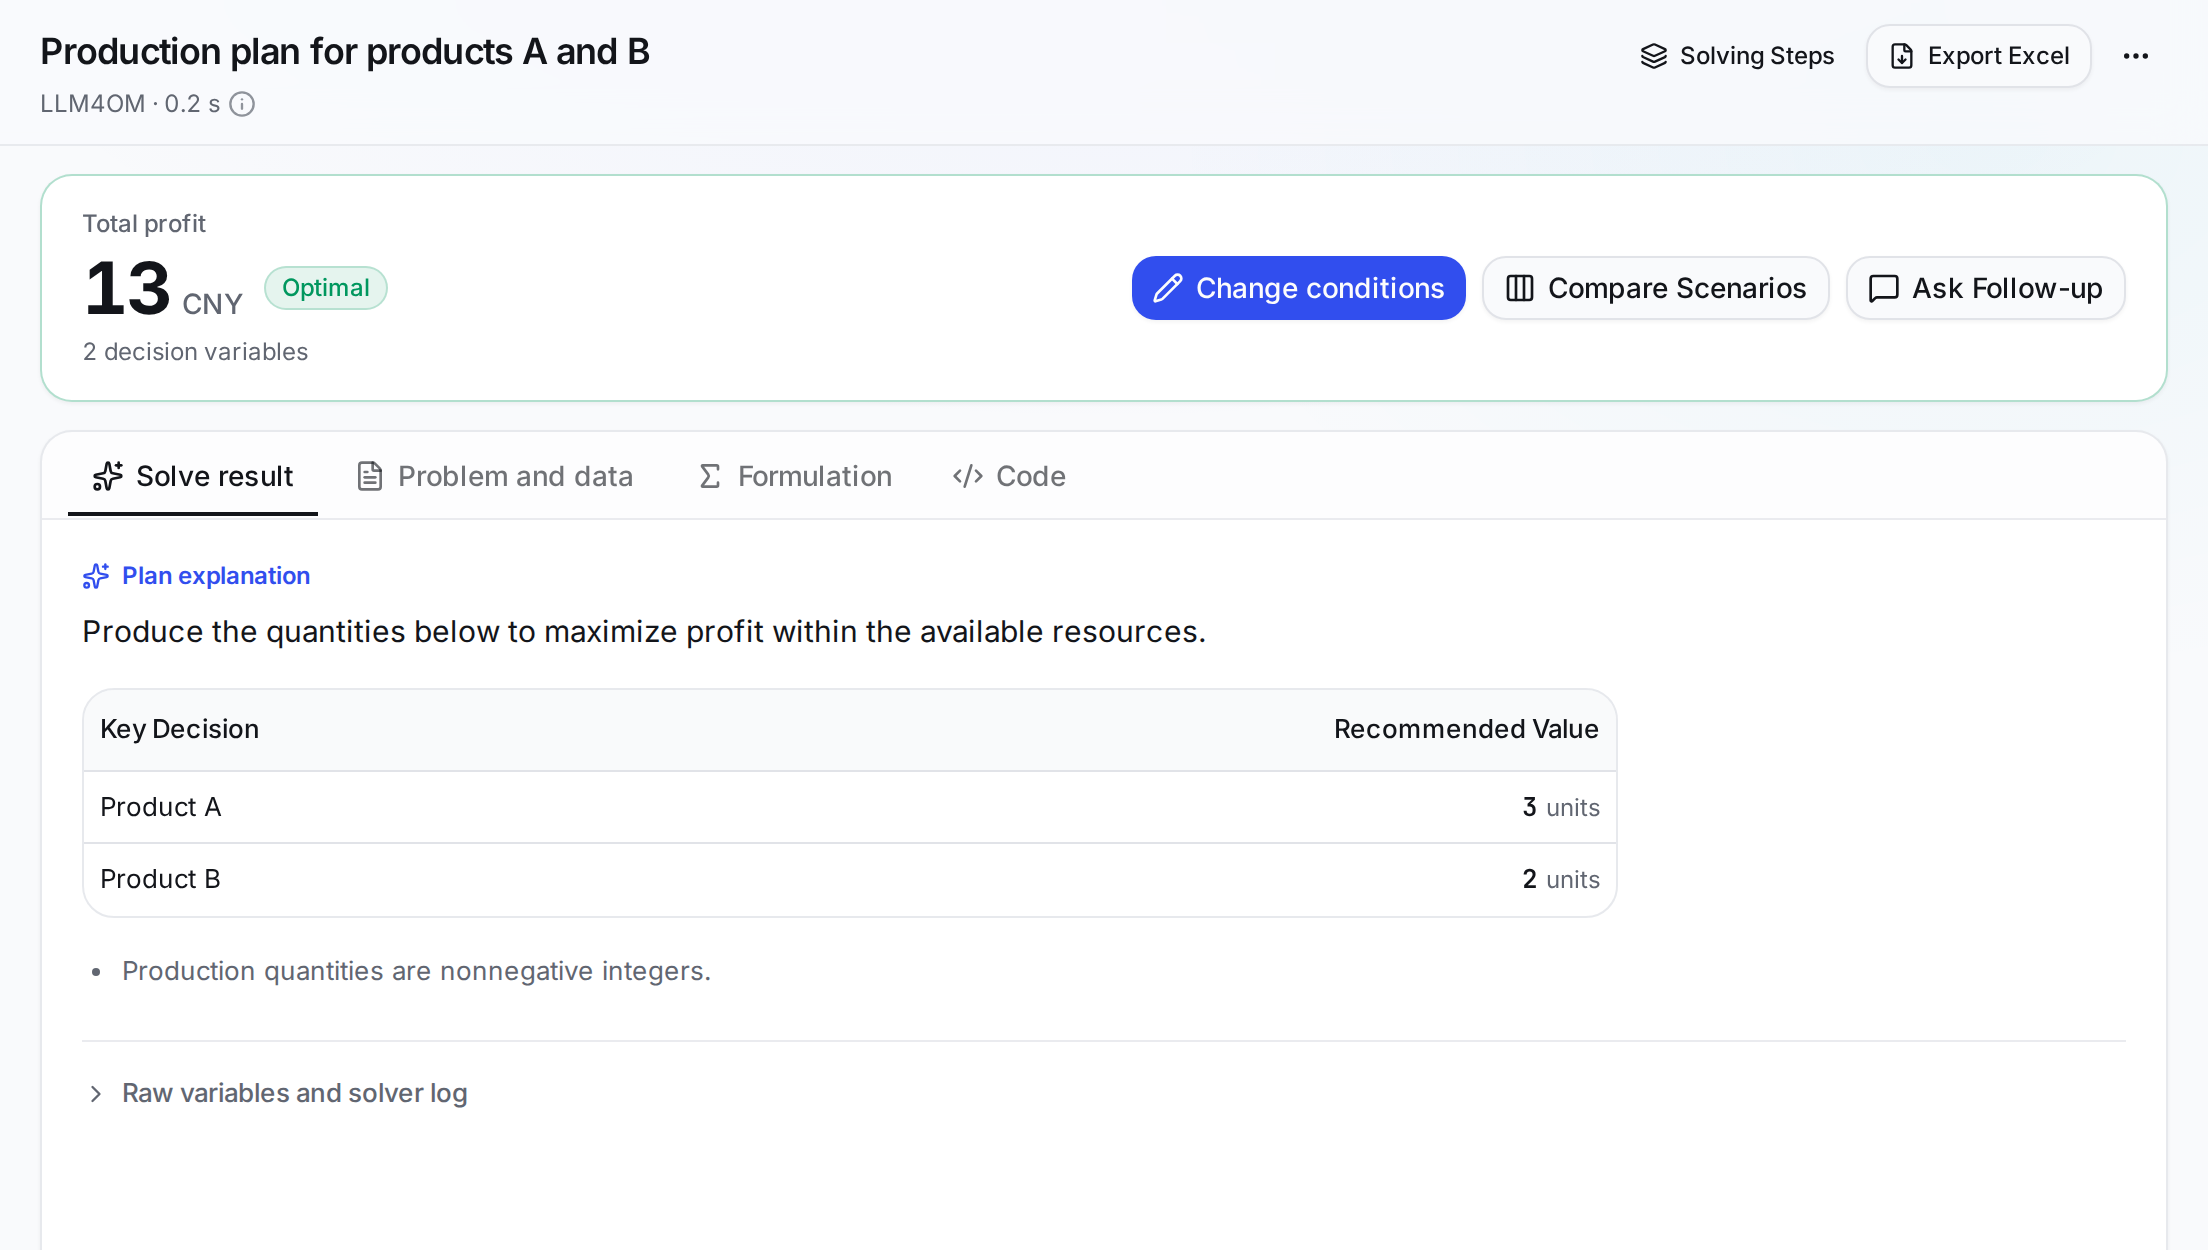 Production plan for products A and B
LLM4OM · 0.2 s
Solving Steps
Export Excel
Total profit
13 CNY Optimal
2 decision variables
Change conditions
Compare Scenarios
Ask Follow-up
Solve result
Problem and data
Formulation
Code
Plan explanation
Produce the quantities below to maximize profit within the available resources.
Key Decision Recommended Value
Product A 3 units
Product B 2 units
• Production quantities are nonnegative integers.
Raw variables and solver log